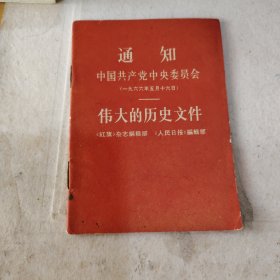 通知
中国共产党中央委员会
(一九六六年五月十六日)
伟大的历史文件
《红旗》杂志编辑部 《人民日报》编辑部